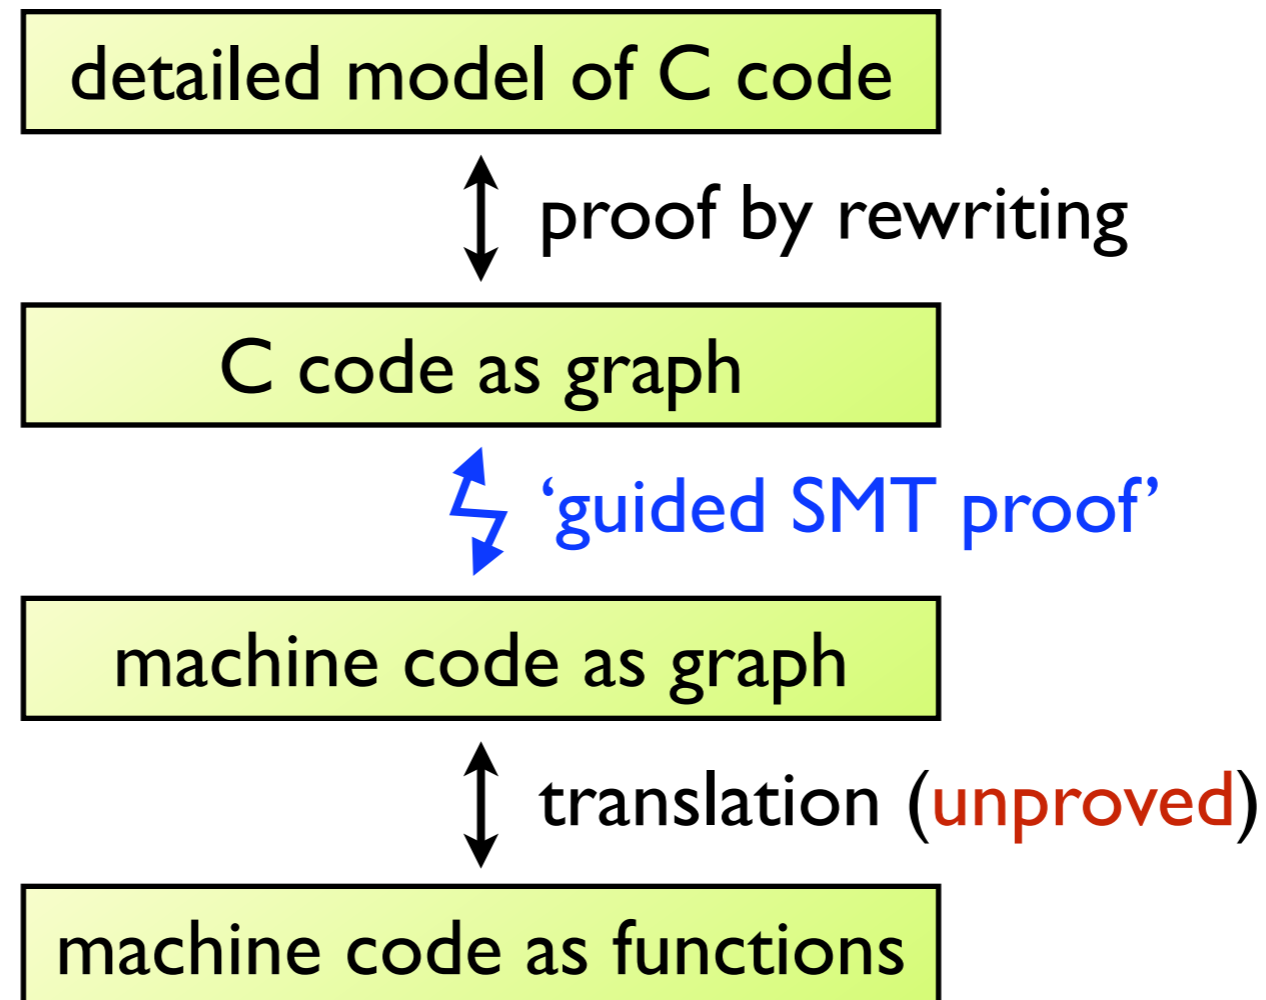 detailed model of C code
proof by rewriting
C code as graph
‘guided SMT proof’
machine code as graph
translation (unproved)
machine code as functions